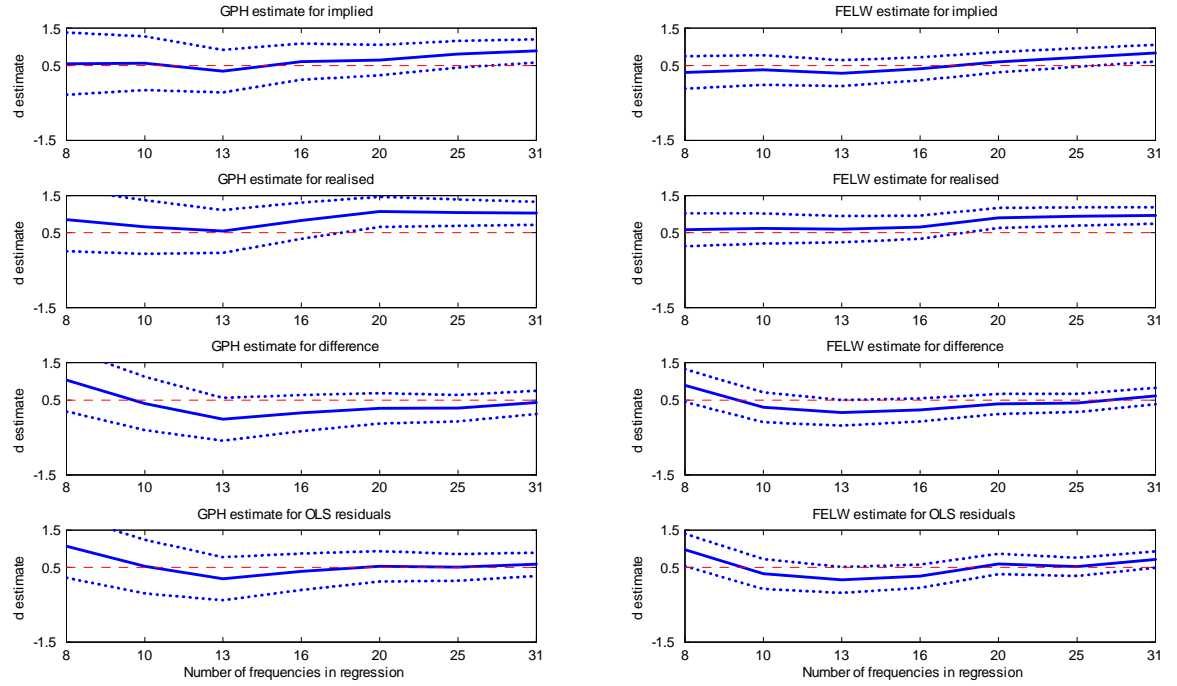 GPH estimate for implied
1.5
0.5
-1.5
d estimate
8 10 13 16 20 25 31
FELW estimate for implied
1.5
0.5
-1.5
d estimate
8 10 13 16 20 25 31
GPH estimate for realised
1.5
0.5
-1.5
d estimate
8 10 13 16 20 25 31
FELW estimate for realised
1.5
0.5
-1.5
d estimate
8 10 13 16 20 25 31
GPH estimate for difference
1.5
0.5
-1.5
d estimate
8 10 13 16 20 25 31
FELW estimate for difference
1.5
0.5
-1.5
d estimate
8 10 13 16 20 25 31
GPH estimate for OLS residuals
1.5
0.5
-1.5
d estimate
8 10 13 16 20 25 31
Number of frequencies in regression
FELW estimate for OLS residuals
1.5
0.5
-1.5
d estimate
8 10 13 16 20 25 31
Number of frequencies in regression